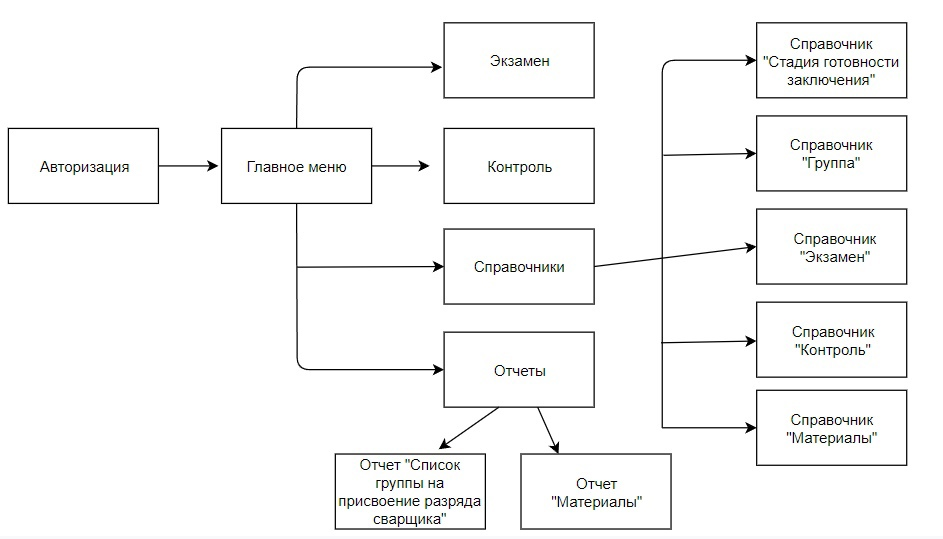 Авторизация
Главное меню
Экзамен
Контроль
Справочники
Отчеты
Отчет "Список
группы на
присвоение разряда
сварщика"
Отчет
"Материалы"
Справочник
"Стадия готовности
заключения"
Справочник
"Группа"
Справочник
"Экзамен"
Справочник
"Контроль"
Справочник
"Материалы"